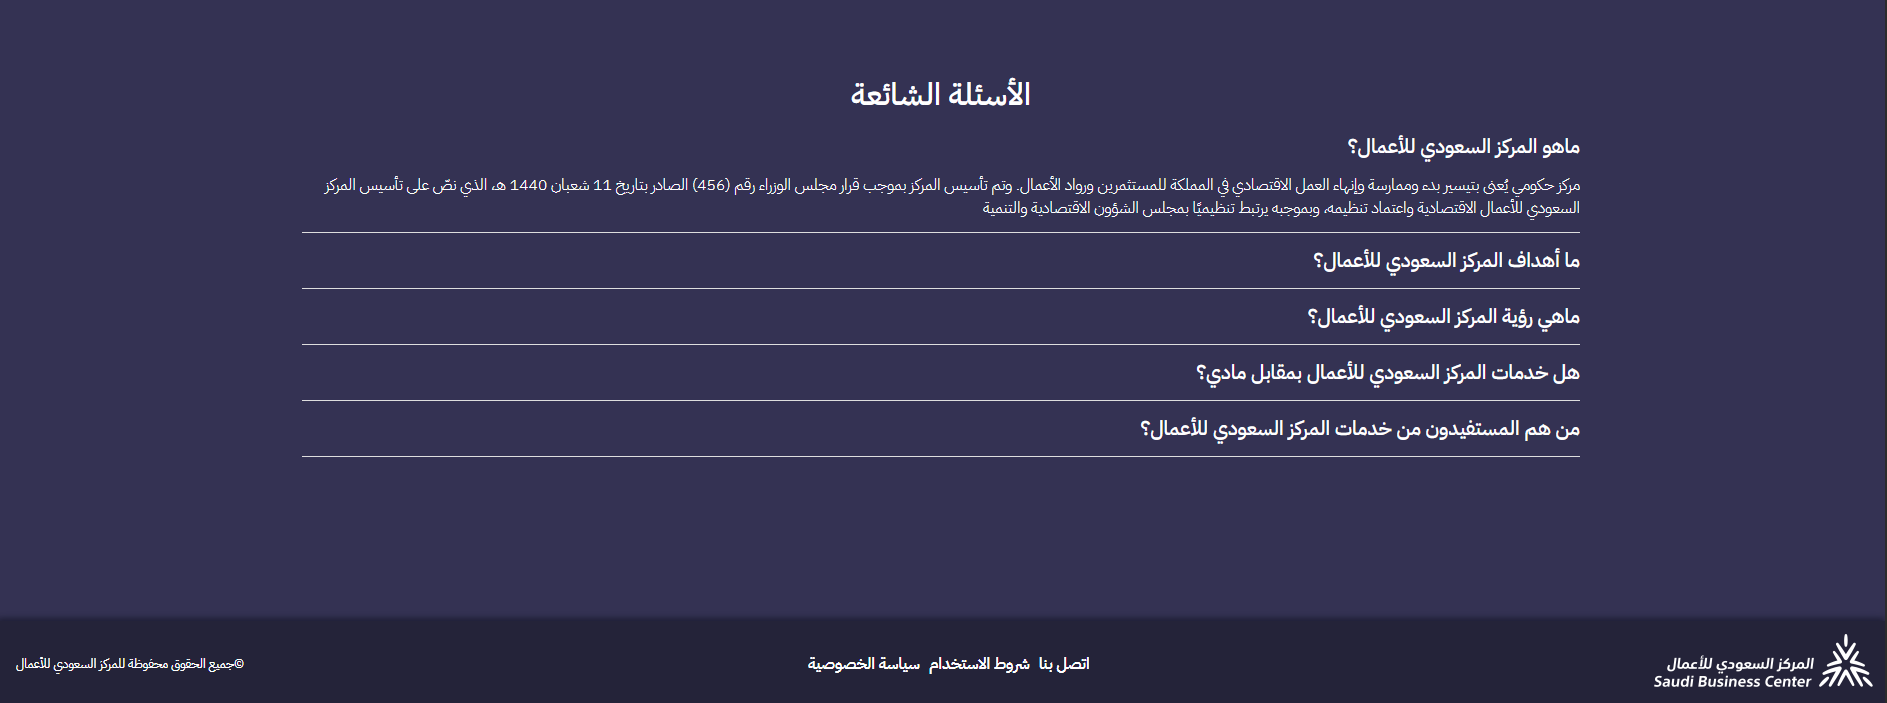 الأسئلة الشائعة
ماهو المركز السعودي للأعمال؟
مركز حكومي يُعنى بتيسير بدء وممارسة وإنهاء العمل الاقتصادي في المملكة للمستثمرين ورواد الأعمال. وتم تأسيس المركز بموجب قرار مجلس الوزراء رقم (456) الصادر بتاريخ 11 شعبان 1440 هـ، الذي نصّ على تأسيس المركز
السعودي للأعمال الاقتصادية واعتماد تنظيمه، وبموجبه يرتبط تنظيميًا بمجلس الشؤون الاقتصادية والتنمية
ما أهداف المركز السعودي للأعمال؟
ماهي رؤية المركز السعودي للأعمال؟
هل خدمات المركز السعودي للأعمال بمقابل مادي؟
من هم المستفيدون من خدمات المركز السعودي للأعمال؟
المركز السعودي للأعمال
Saudi Business Center
اتصل بنا شروط الاستخدام سياسة الخصوصية
©جميع الحقوق محفوظة للمركز السعودي للأعمال